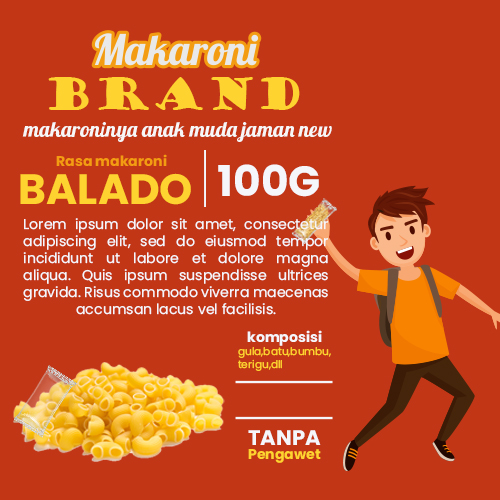 Makaroni
BRAND
makaroninya anak muda jaman new
Rasa makaroni
BALADO
100G
Lorem ipsum dolor sit amet, consectetur
adipiscing elit, sed do eiusmod tempor
incididunt ut labore et dolore magna
aliqua. Quis ipsum suspendisse ultrices
gravida. Risus commodo viverra maecenas
accumsan lacus vel facilisis.
komposisi
gula,batu,bumbu,
terigu,dll
TANPA
Pengawet